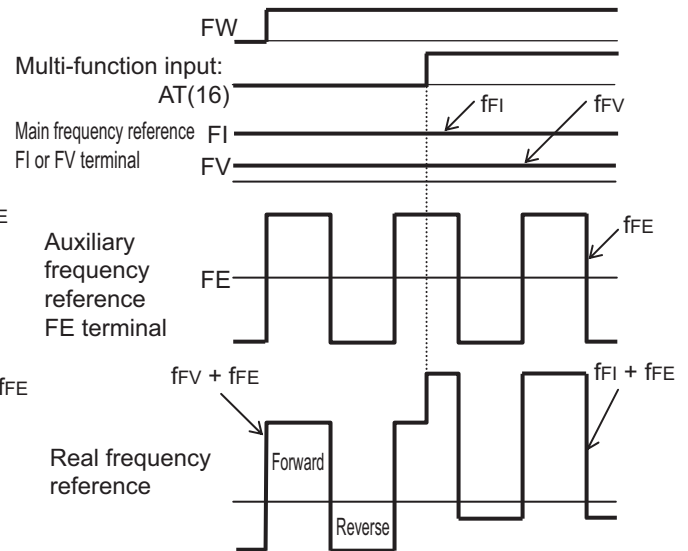 FW
Multi-function input:
AT(16)
fFI
fFV
Main frequency reference FI
FI or FV terminal
FV
E
fFE
Auxiliary
frequency
reference
FE terminal
FE
fFE
fFV + fFE
fFI + fFE
Real frequency
reference
Forward
Reverse